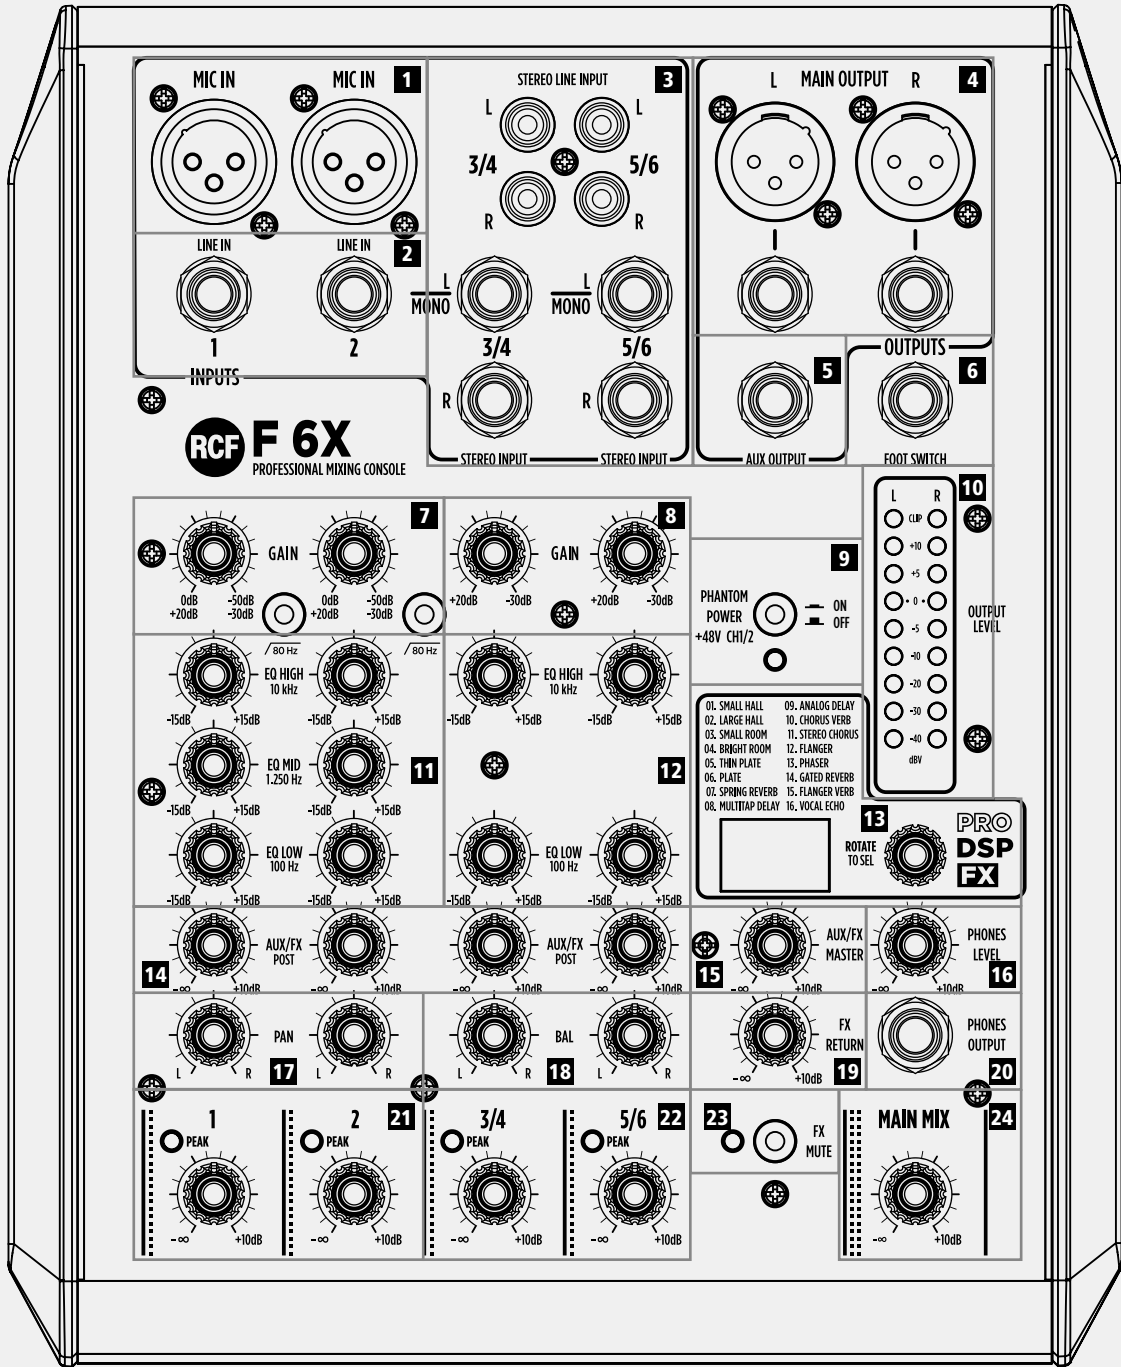 MIC IN MIC IN 1
STEREO LINE INPUT 3
L MAIN OUTPUT R 4
L L
3/4 5/6
R R
LINE IN LINE IN 2
L
MONO
L
MONO
1 2 3/4 5/6
INPUTS
OUTPUTS
5 6
R R
RCF F 6X
PROFESSIONAL MIXING CONSOLE
STEREO INPUT STEREO INPUT AUX OUTPUT FOOT SWITCH
L R 10
CLIP
+10
+5
0
-5
-10
-20
-30
-40
dBV
OUTPUT
LEVEL
7 8
GAIN GAIN
0dB -50dB 0dB -50dB
+20dB -30dB +20dB -30dB
+20dB -30dB +20dB -30dB
80 Hz 80 Hz
9
PHANTOM
POWER
+48V CH1/2
ON
OFF
EQ HIGH
10 kHz
EQ HIGH
10 kHz
-15dB +15dB -15dB +15dB -15dB +15dB -15dB +15dB
EQ MID
1.250 Hz
11 12
-15dB +15dB -15dB +15dB
EQ LOW
100 Hz
EQ LOW
100 Hz
-15dB +15dB -15dB +15dB -15dB +15dB -15dB +15dB
01. SMALL HALL 09. ANALOG DELAY
02. LARGE HALL 10. CHORUS VERB
03. SMALL ROOM 11. STEREO CHORUS
04. BRIGHT ROOM 12. FLANGER
05. THIN PLATE 13. PHASER
06. PLATE 14. GATED REVERB
07. SPRING REVERB 15. FLANGER VERB
08. MULTITAP DELAY 16. VOCAL ECHO
13
ROTATE
TO SEL
PRO
DSP
FX
14
AUX/FX
POST
AUX/FX
POST
-∞ +10dB -∞ +10dB -∞ +10dB -∞ +10dB
15
AUX/FX
MASTER
-∞ +10dB
PHONES
LEVEL
16
-∞ +10dB
PAN BAL
L R L R L R L R
17 18
FX
RETURN
19
-∞ +10dB
PHONES
OUTPUT
20
1 2 21 3/4 5/6 22
PEAK PEAK PEAK PEAK
-∞ +10dB -∞ +10dB -∞ +10dB -∞ +10dB
23
FX
MUTE
MAIN MIX 24
-∞ +10dB